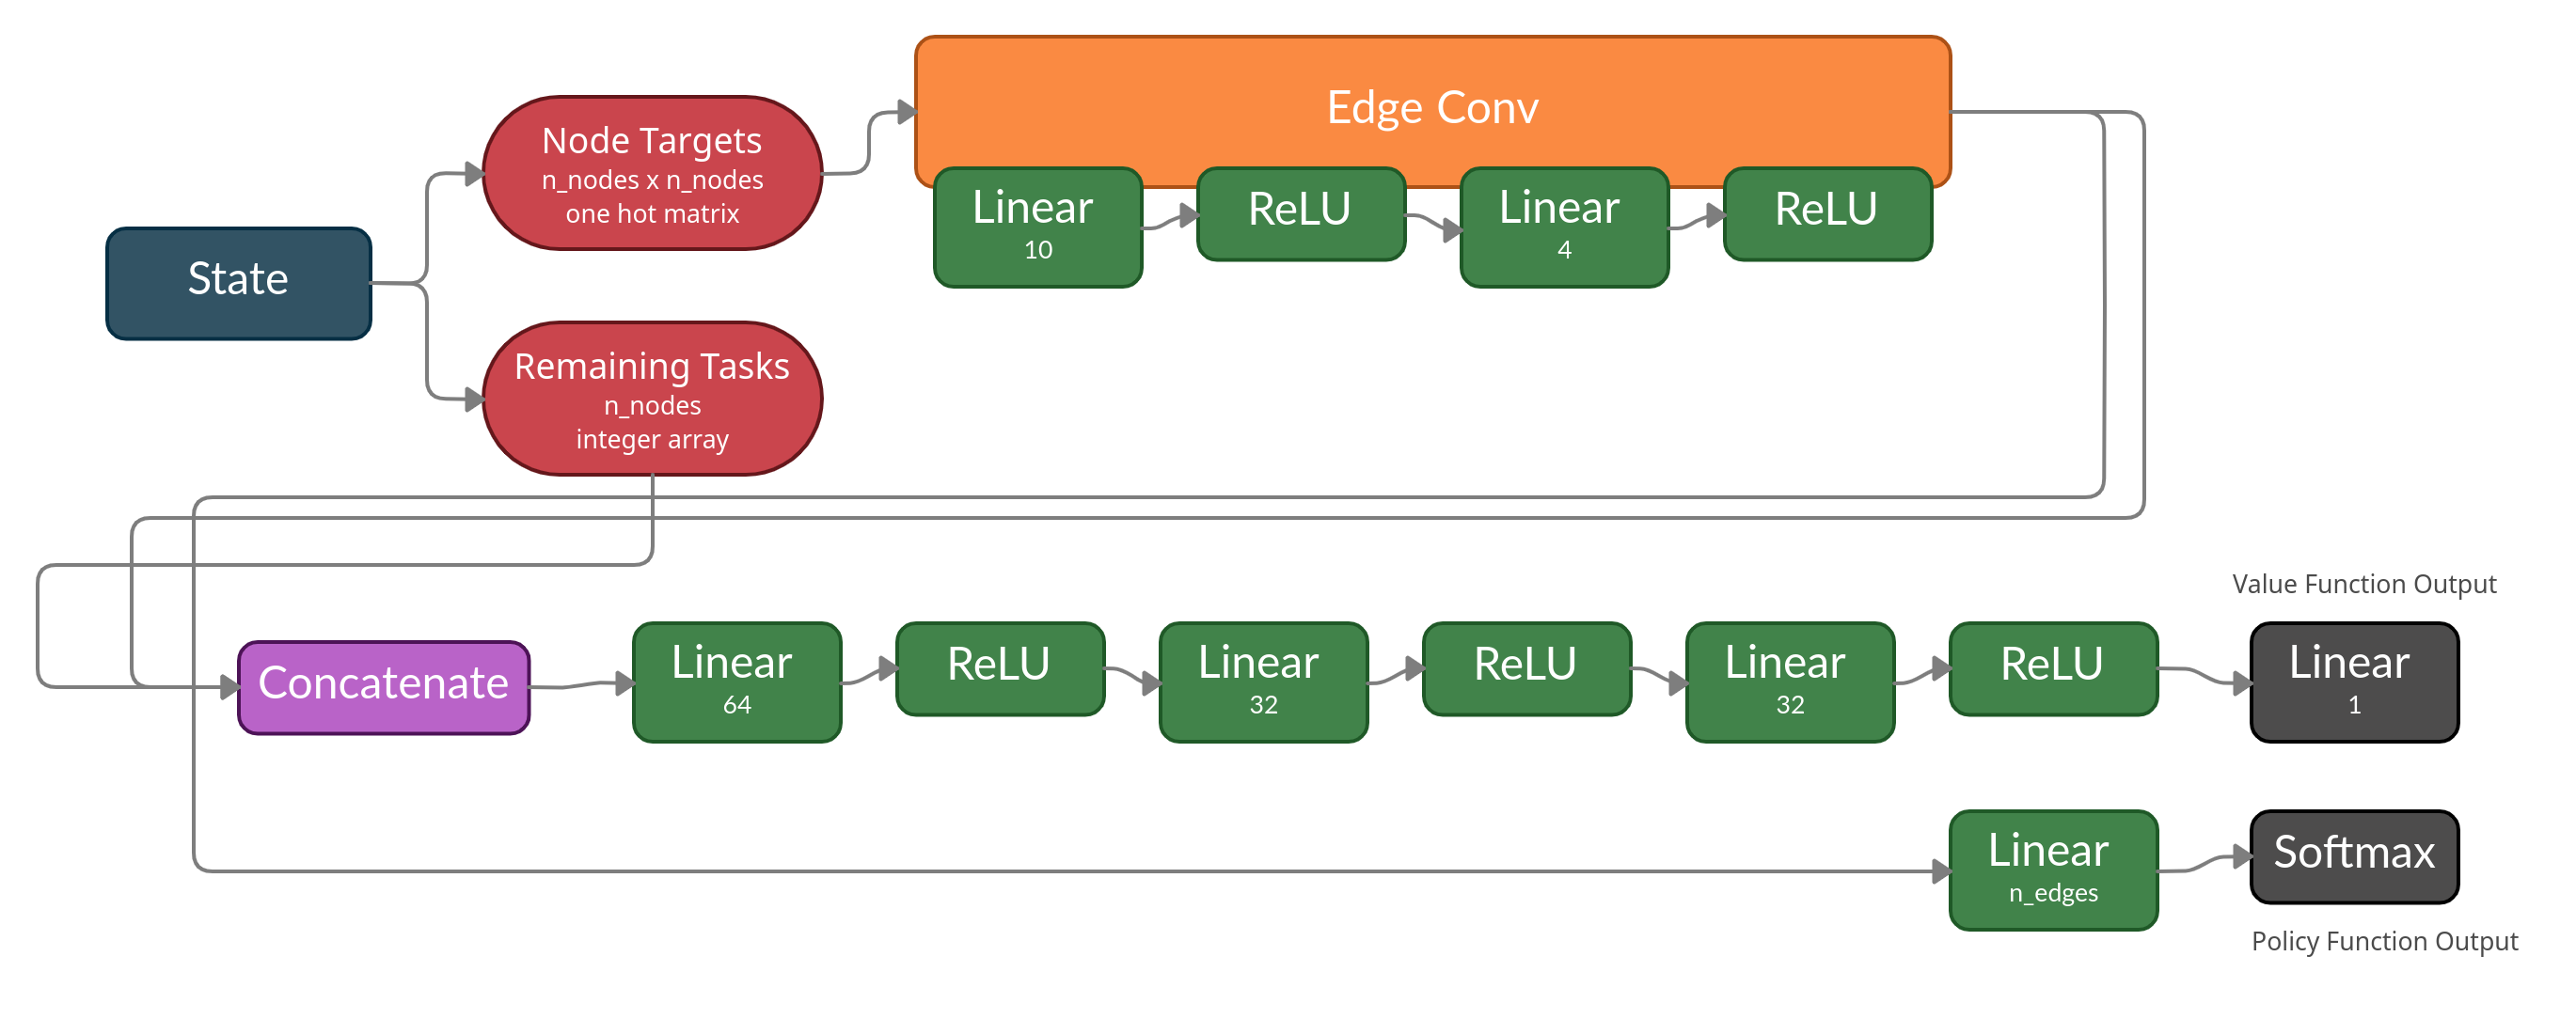 State
Node Targets
n_nodes x n_nodes
one hot matrix
Remaining Tasks
n_nodes
integer array
Edge Conv
Linear
10
ReLU
Linear
4
ReLU
Concatenate
Linear
64
ReLU
Linear
32
ReLU
Linear
32
ReLU
Value Function Output
Linear
1
Linear
n_edges
Softmax
Policy Function Output